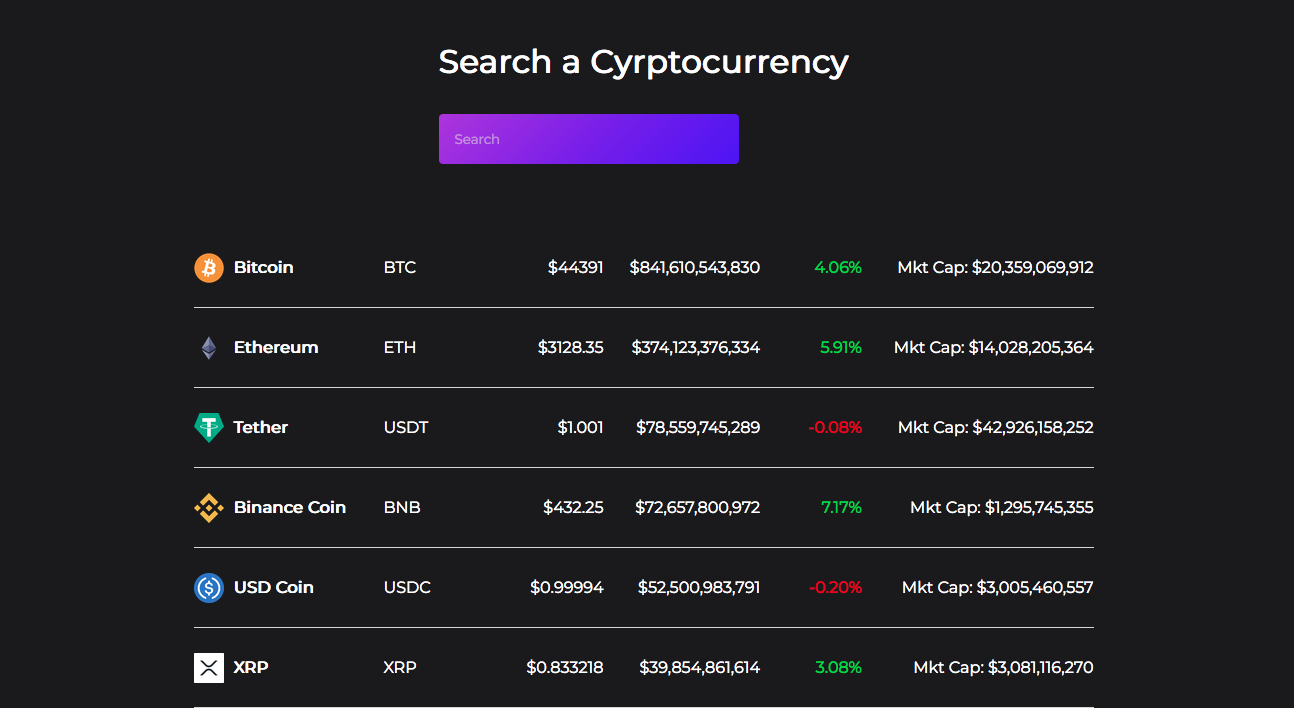 Search a Cyrptocurrency
Search
Bitcoin BTC $44391 $841,610,543,830 4.06% Mkt Cap: $20,359,069,912
Ethereum ETH $3128.35 $374,123,376,334 5.91% Mkt Cap: $14,028,205,364
Tether USDT $1.001 $78,559,745,289 -0.08% Mkt Cap: $42,926,158,252
Binance Coin BNB $432.25 $72,657,800,972 7.17% Mkt Cap: $1,295,745,355
USD Coin USDC $0.99994 $52,500,983,791 -0.20% Mkt Cap: $3,005,460,557
XRP XRP $0.833218 $39,854,861,614 3.08% Mkt Cap: $3,081,116,270